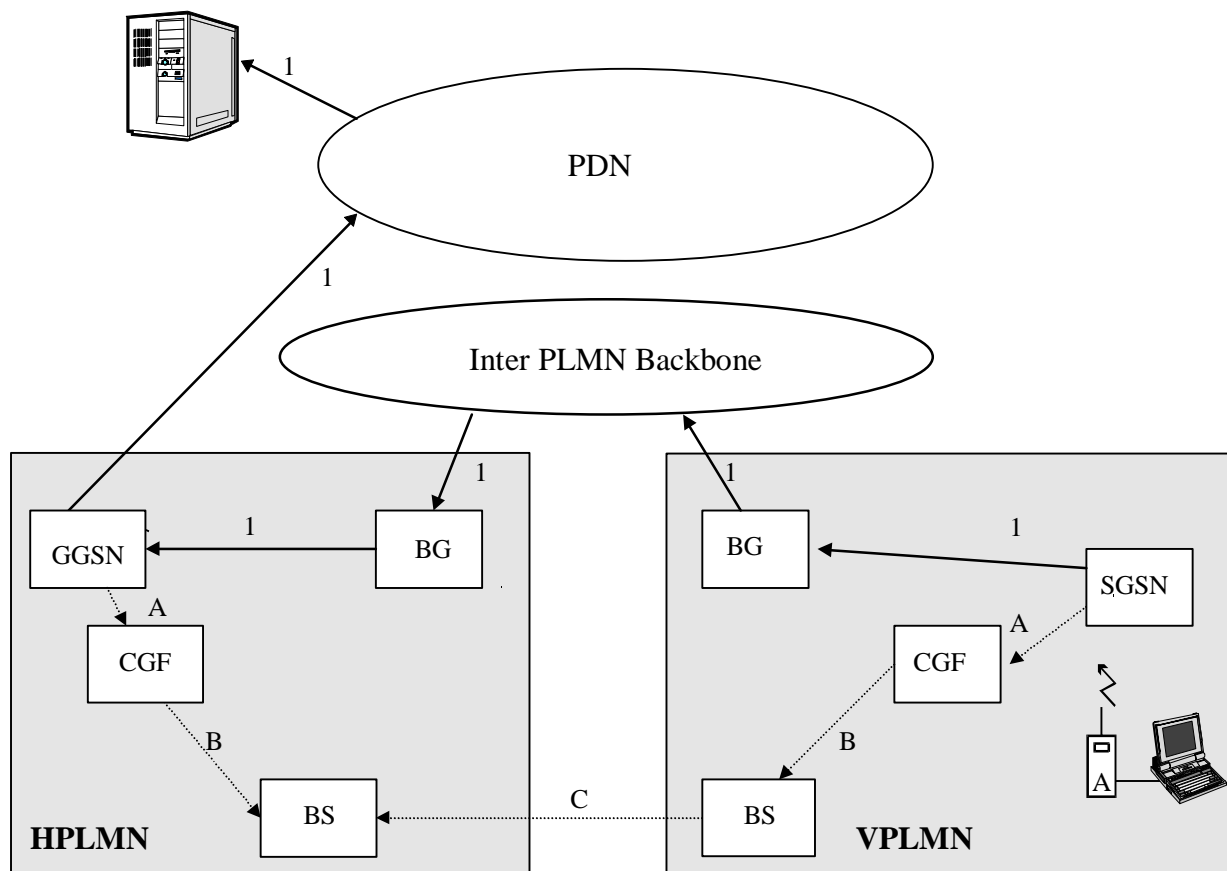 1
PDN
1
Inter PLMN Backbone
1
1
GGSN
1
BG
BG
1
SGSN
A
CGF
A
CGF
B
B
A
BS
C
BS
HPLMN
VPLMN